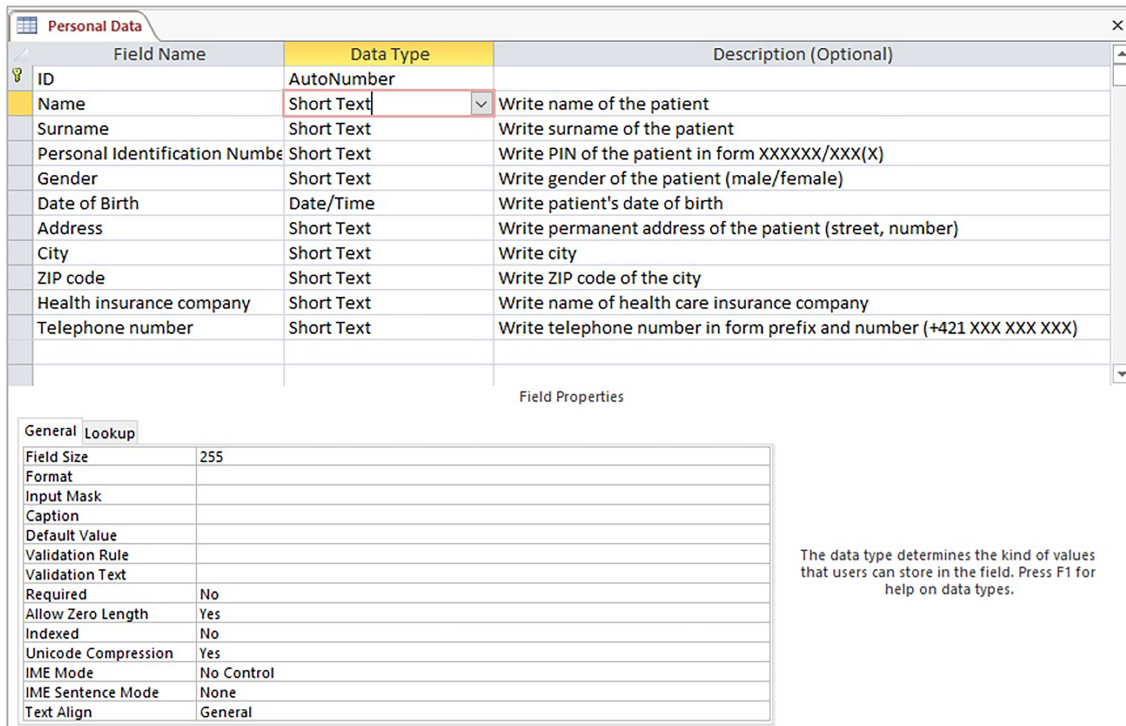 Personal Data
Field Name Data Type Description (Optional)
ID AutoNumber
Name Short Text Write name of the patient
Surname Short Text Write surname of the patient
Personal Identification Numbe Short Text Write PIN of the patient in form XXXXXX/XXX(X)
Gender Short Text Write gender of the patient (male/female)
Date of Birth Date/Time Write patient's date of birth
Address Short Text Write permanent address of the patient (street, number)
City Short Text Write city
ZIP code Short Text Write ZIP code of the city
Health insurance company Short Text Write name of health care insurance company
Telephone number Short Text Write telephone number in form prefix and number (+421 XXX XXX XXX)
Field Properties
General Lookup
Field Size 255
Format
Input Mask
Caption
Default Value
Validation Rule
Validation Text
Required No
Allow Zero Length Yes
Indexed No
Unicode Compression Yes
IME Mode No Control
IME Sentence Mode None
Text Align General
The data type determines the kind of values
that users can store in the field. Press F1 for
help on data types.